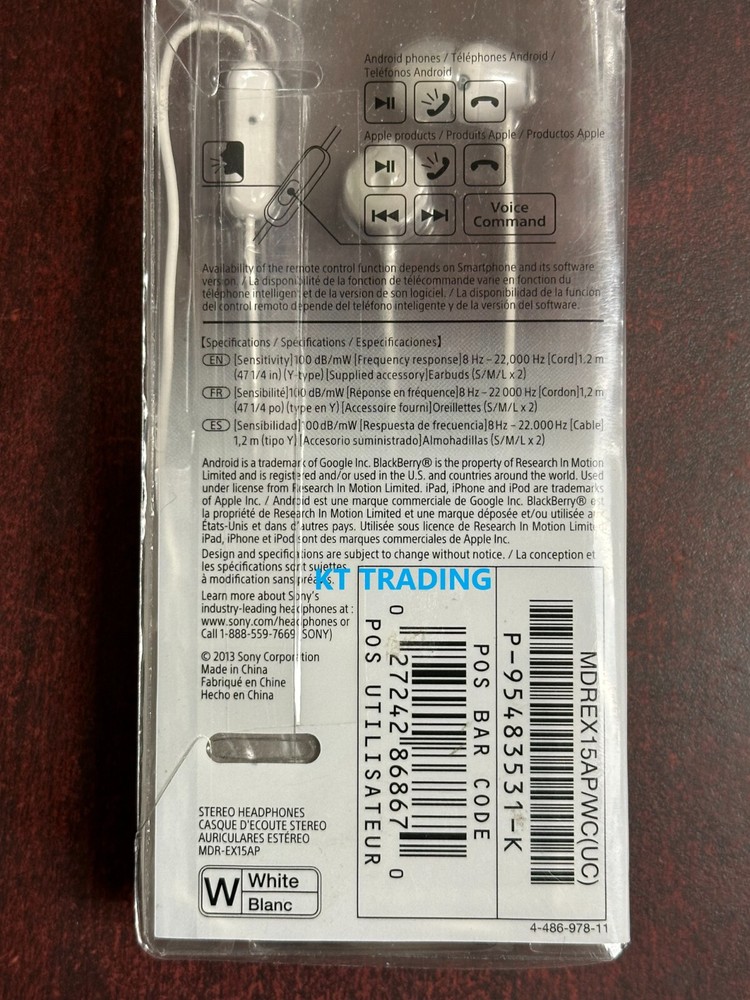 Android phones / Téléphones Android /
Teléfonos Android
Apple products / Produits Apple / Productos Apple
Voice
Command
Availability of the remote control function depends on Smartphone and its software
version. / La disponibilité de la fonction de télécommande varie en fonction du
téléphone intelligent et de la version de son logiciel. / La disponibilidad de la función
del control remoto depende del teléfono inteligente y de la versión del software.
【Specifications / Spécifications / Especificaciones】
EN [Sensitivity]100 dB/mW [Frequency response]8 Hz – 22,000 Hz [Cord]1.2 m
(47 1/4 in) (Y-type) [Supplied accessory]Earbuds (S/M/L x 2)
FR [Sensibilité]100 dB/mW [Réponse en fréquence]8 Hz – 22 000 Hz [Cordon]1,2 m
(47 1/4 po) (type en Y) [Accessoire fourni]Oreillettes (S/M/L x 2)
ES [Sensibilidad]100 dB/mW [Respuesta de frecuencia]8 Hz – 22.000 Hz [Cable]
1,2 m (tipo Y) [Accesorio suministrado]Almohadillas (S/M/L x 2)
Android is a trademark of Google Inc. BlackBerry® is the property of Research In Motion
Limited and is registered and/or used in the U.S. and countries around the world. Used
under license from Research In Motion Limited. iPad, iPhone and iPod are trademarks
of Apple Inc. / Android est une marque commerciale de Google Inc. BlackBerry® est
la propriété de Research In Motion Limited et une marque déposée et/ou utilisée a
États-Unis et dans d'autres pays. Utilisée sous licence de Research In Motion Limit
iPad, iPhone et iPod sont des marques commerciales de Apple Inc.
Design and specifications are subject to change without notice. / La conception et
les spécifications sont sujettes
à modification sans préavis.
KT TRADING
Learn more about Sony's
industry-leading headphones at :
www.sony.com/headphones or
Call 1-888-559-7669 (SONY)
© 2013 Sony Corporation
Made in China
Fabriqué en Chine
Hecho en China
STEREO HEADPHONES
CASQUE D'ECOUTE STEREO
AURICULARES ESTÉREO
MDR-EX15AP
W White
Blanc
MDREX15AP/WC(UC)
P-95483531-K
POS BAR CODE
0 27242 86867 0
POS UTILISATEUR
4-486-978-11